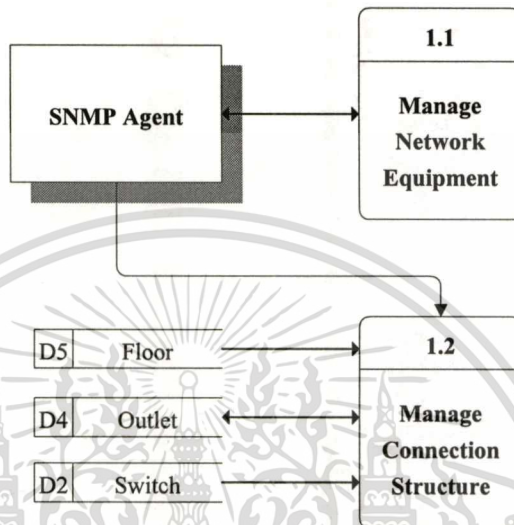 SNMP Agent
1.1
Manage
Network
Equipment
1.2
Manage
Connection
Structure
D5 Floor
D4 Outlet
D2 Switch